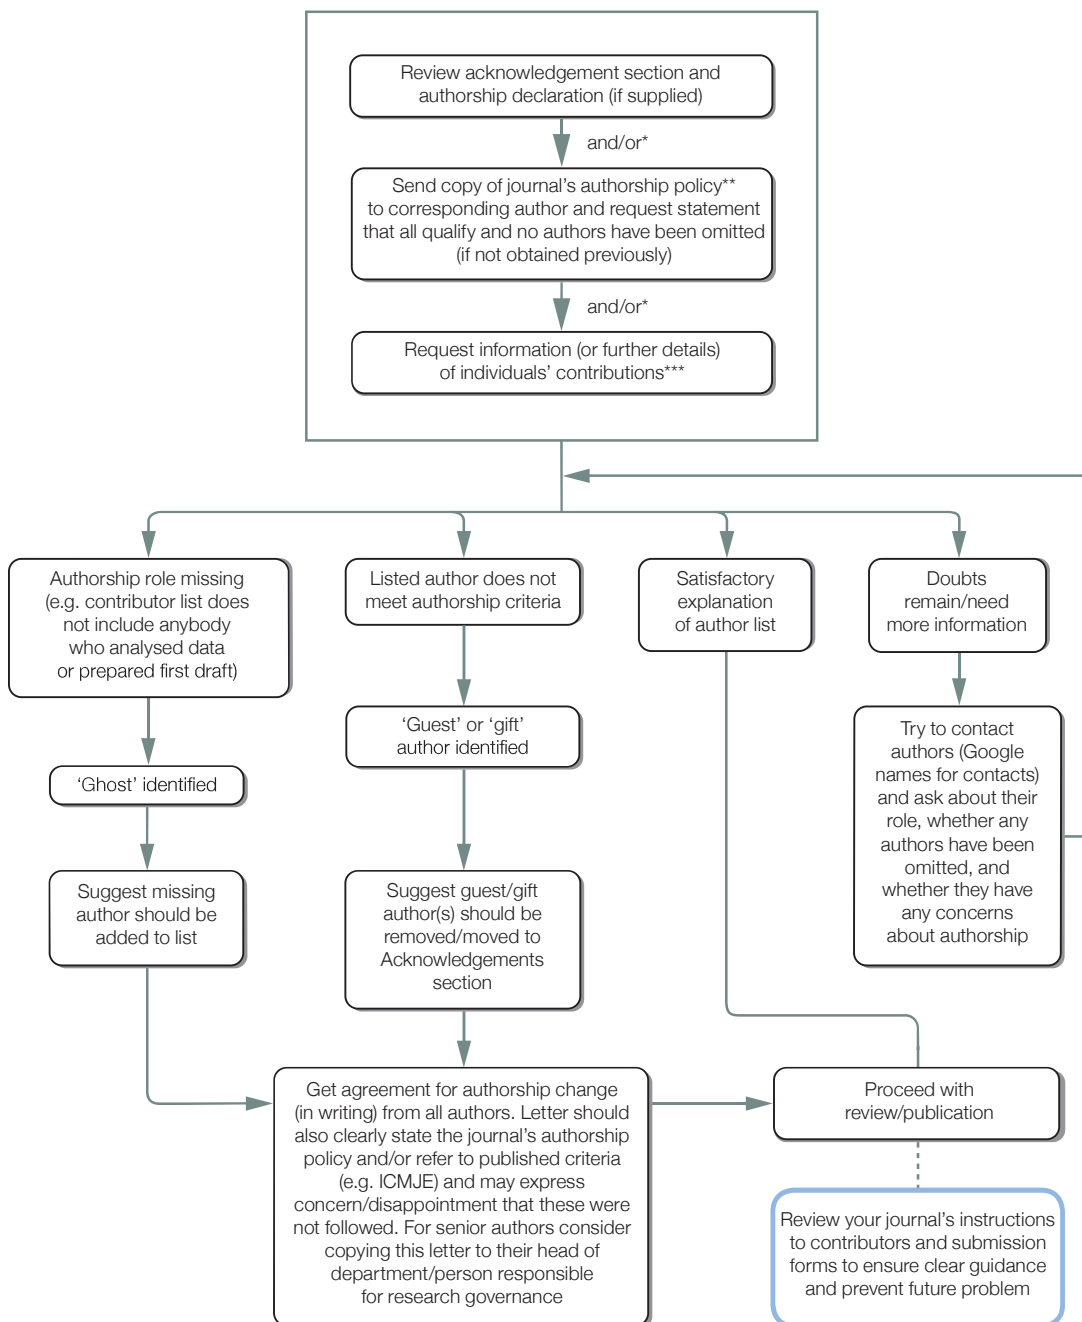 Review acknowledgement section and
authorship declaration (if supplied)
and/or*
Send copy of journal's authorship policy**
to corresponding author and request statement
that all qualify and no authors have been omitted
(if not obtained previously)
and/or*
Request information (or further details)
of individuals' contributions***
Authorship role missing
(e.g. contributor list does
not include anybody
who analysed data
or prepared first draft)
'Ghost' identified
Suggest missing
author should be
added to list
Listed author does not
meet authorship criteria
'Guest' or 'gift'
author identified
Suggest guest/gift
author(s) should be
removed/moved to
Acknowledgements
section
Satisfactory
explanation
of author list
Doubts
remain/need
more information
Try to contact
authors (Google
names for contacts)
and ask about their
role, whether any
authors have been
omitted, and
whether they have
any concerns
about authorship
Get agreement for authorship change
(in writing) from all authors. Letter should
also clearly state the journal's authorship
policy and/or refer to published criteria
(e.g. ICMJE) and may express
concern/disappointment that these were
not followed. For senior authors consider
copying this letter to their head of
department/person responsible
for research governance
Proceed with
review/publication
Review your journal's instructions
to contributors and submission
forms to ensure clear guidance
and prevent future problem